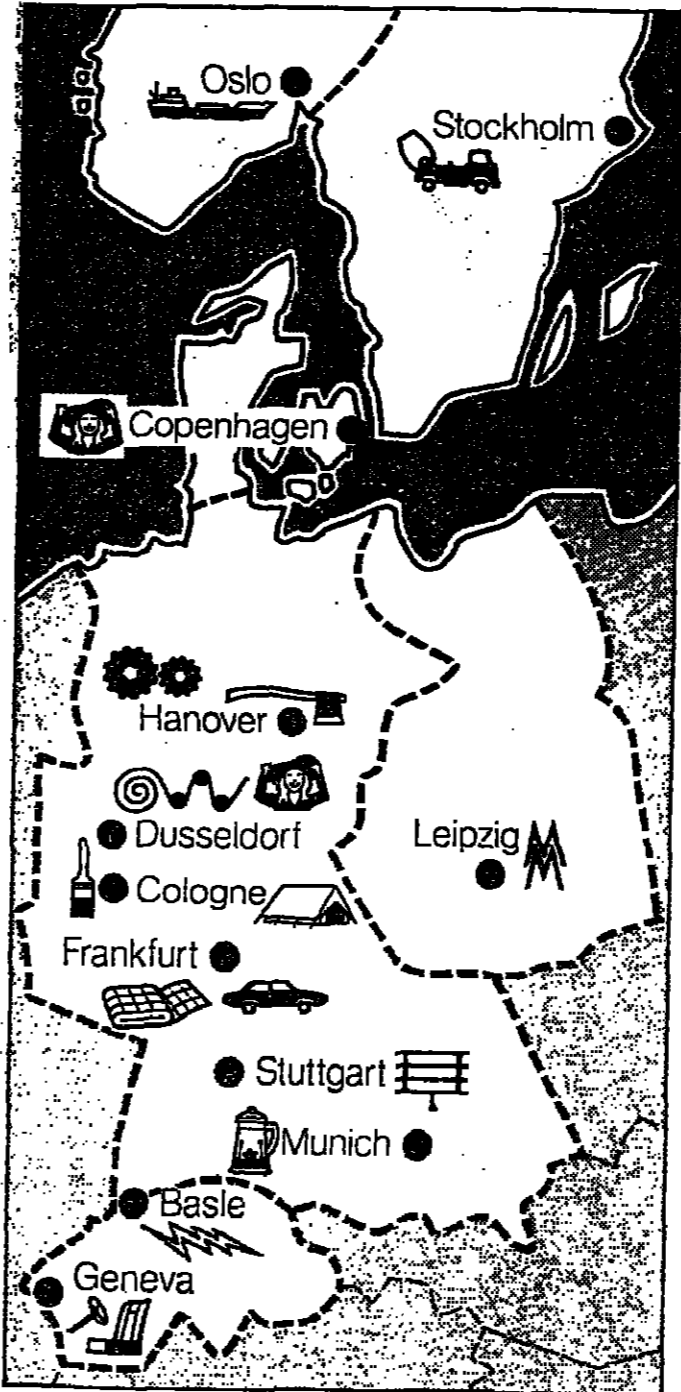 Oslo
Stockholm
Copenhagen
Hanover
Dusseldorf
Leipzig
Cologne
Frankfurt
Stuttgart
Munich
Basle
Geneva